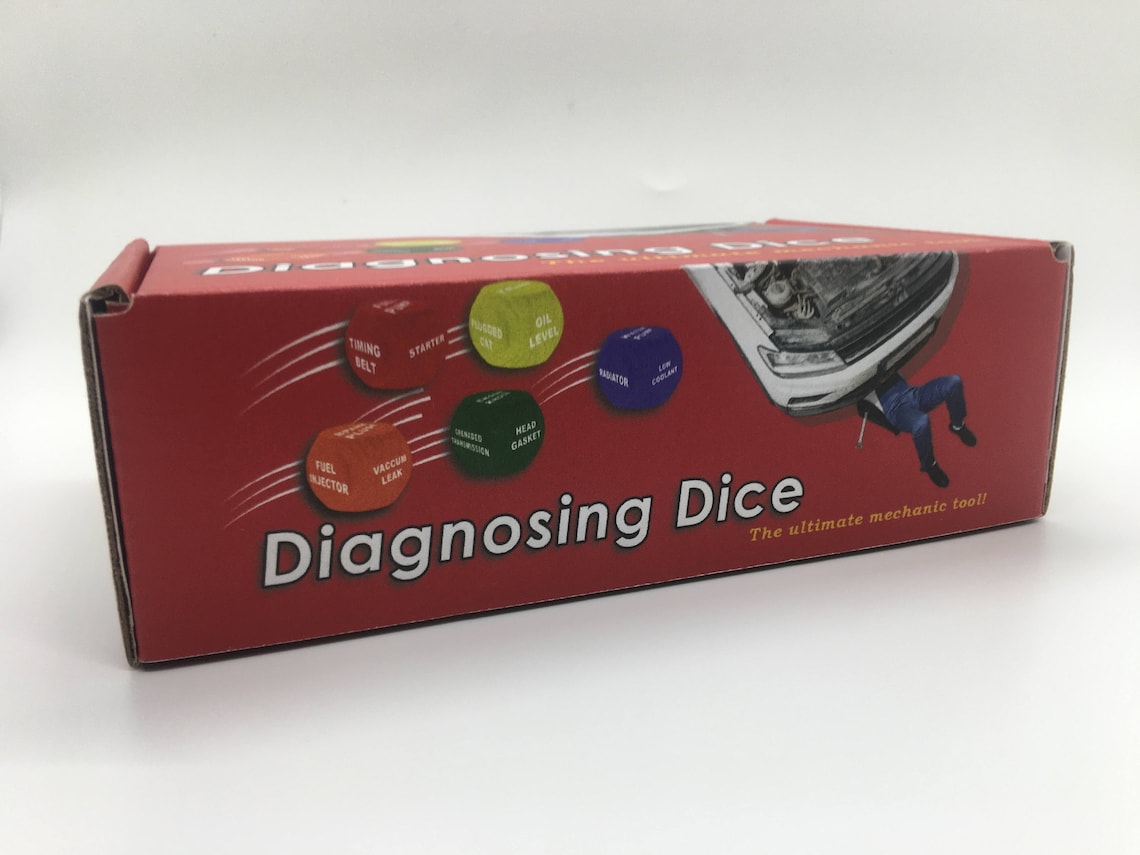 Diagnosing Dice
TIMING
BELT
STARTER
PLUGGED
CAT
OIL
LEVEL
RADIATOR
LOW
COOLANT
FUEL
INJECTOR
VACCUM
LEAK
GRENADED
TRANSMISSION
HEAD
GASKET
Diagnosing Dice
The ultimate mechanic tool!